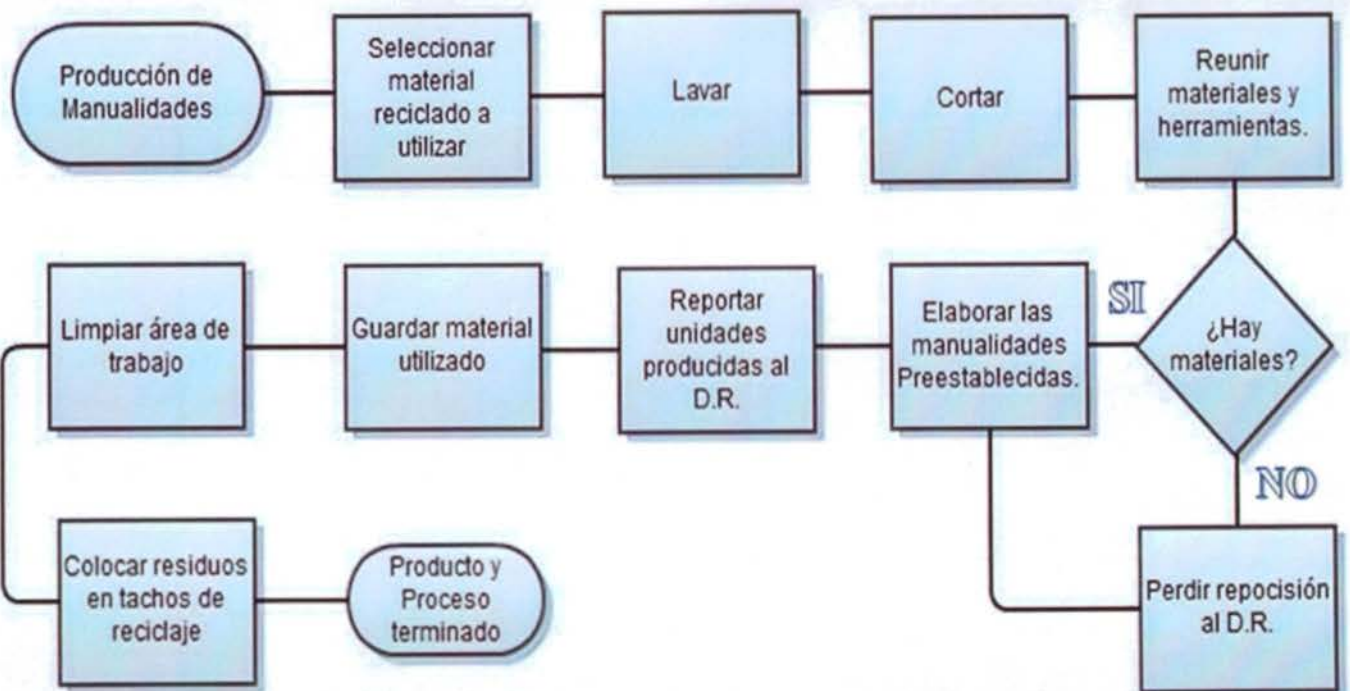 Producción de
Manualidades
Seleccionar
material
reciclado a
utilizar
Lavar
Cortar
Reunir
materiales y
herramientas.
¿Hay
materiales?
SI
NO
Elaborar las
manualidades
Preestablecidas.
Reportar
unidades
producidas al
D.R.
Guardar material
utilizado
Limpiar área de
trabajo
Perdir repocisión
al D.R.
Colocar residuos
en tachos de
reciclaje
Producto y
Proceso
terminado